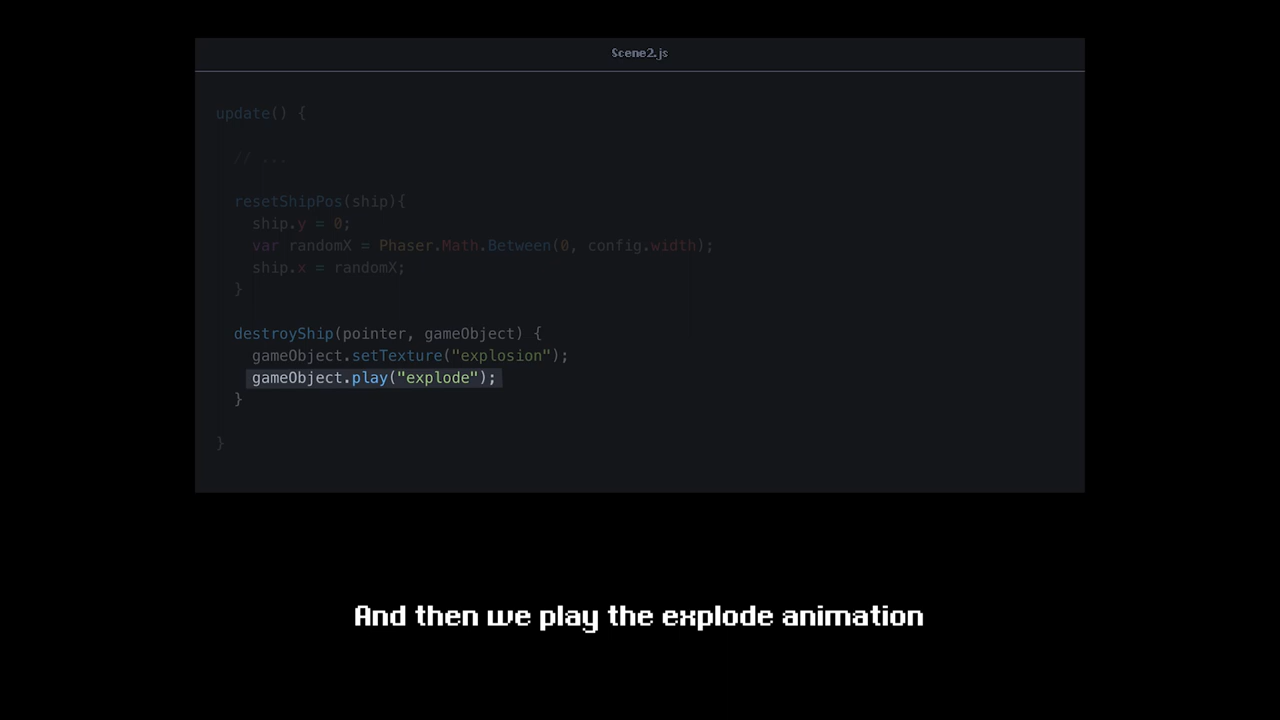 Scene2.js
update() {
// ...
resetShipPos(ship){
ship.y = 0;
var randomX = Phaser.Math.Between(0, config.width);
ship.x = randomX;
}
destroyShip(pointer, gameObject) {
gameObject.setTexture("explosion");
gameObject.play("explode");
}
}
And then we play the explode animation